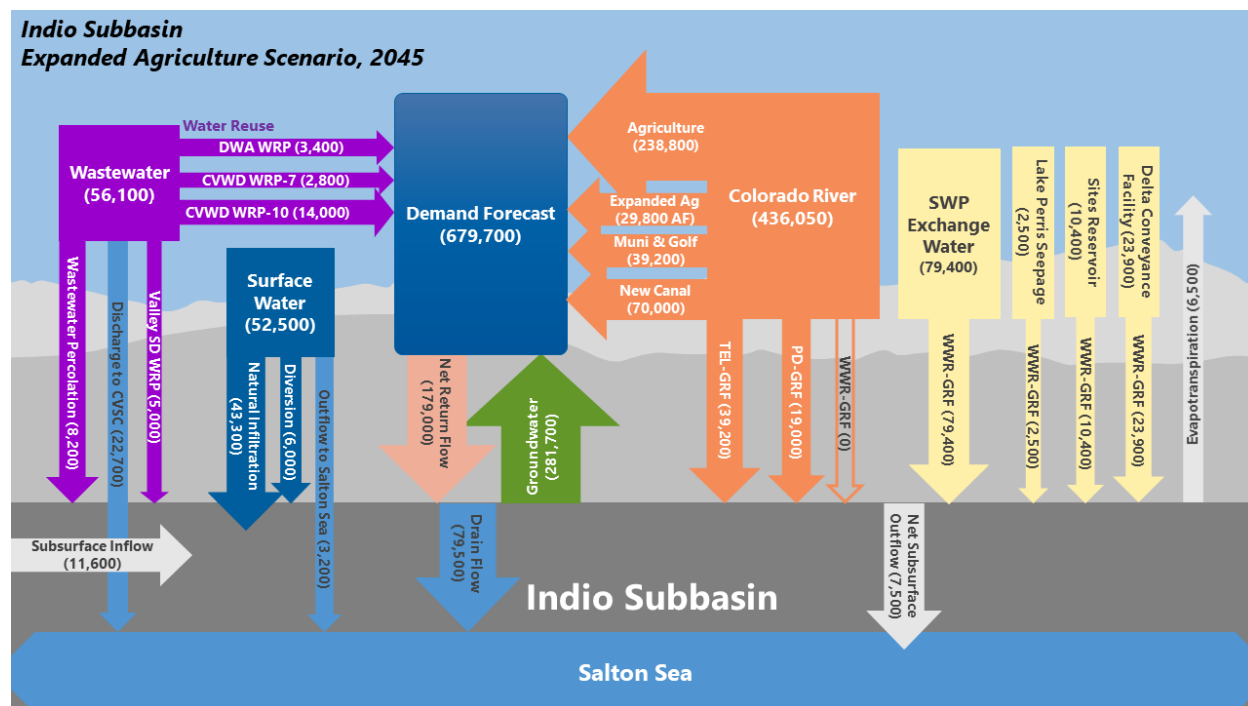 Indio Subbasin
Expanded Agriculture Scenario, 2045
Water Reuse
DWA WRP (3,400)
CVWD WRP-7 (2,800)
CVWD WRP-10 (14,000)
Wastewater
(56,100)
Wastewater Percolation (8,200)
Discharge to CVSC (22,700)
Valley SD WRP (5,000)
Surface
Water
(52,500)
Natural Infiltration
(43,300)
Diversion (6,000)
Outflow to Salton Sea (3,200)
Demand Forecast
(679,700)
Net Return Flow
(179,000)
Groundwater
(281,700)
Drain Flow
(79,500)
Agriculture
(238,800)
Expanded Ag
(29,800 AF)
Muni & Golf
(39,200)
New Canal
(70,000)
Colorado River
(436,050)
TEL-GRF (39,200)
PD-GRF (19,000)
WWR-GRF (0)
SWP
Exchange
Water
(79,400)
WWR-GRF (79,400)
Lake Perris Seepage
(2,500)
WWR-GRF (2,500)
Sites Reservoir
(10,400)
WWR-GRF (10,400)
Delta Conveyance
Facility (23,900)
WWR-GRF (23,900)
Evapotranspiration (6,500)
Subsurface Inflow
(11,600)
Net Subsurface
Outflow (7,500)
Indio Subbasin
Salton Sea